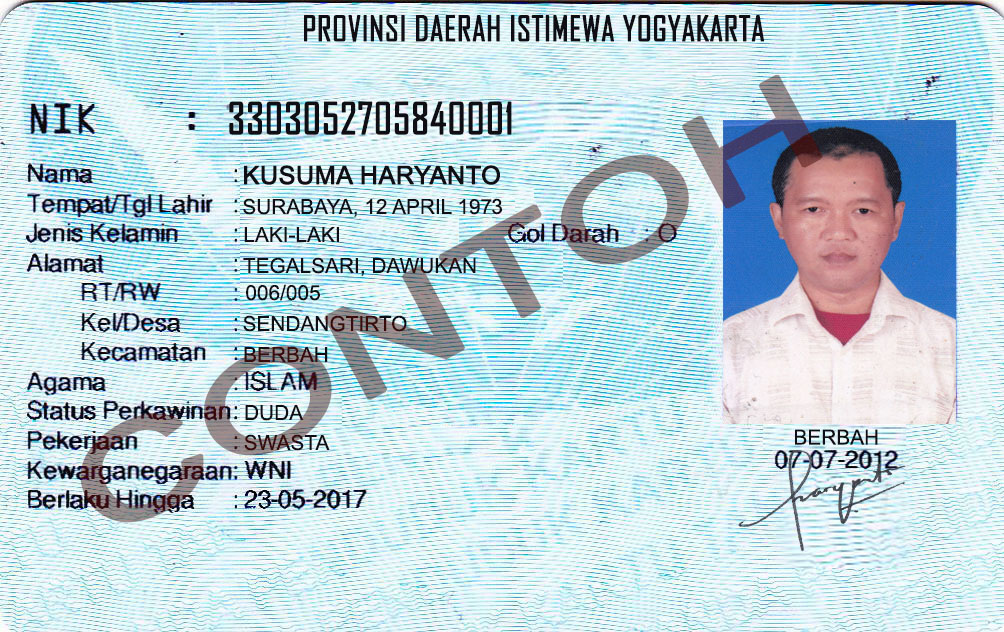 PROVINSI DAERAH ISTIMEWA YOGYAKARTA
NIK : 3303052705840001
Nama : KUSUMA HARYANTO
Tempat/Tgl Lahir : SURABAYA, 12 APRIL 1973
Jenis Kelamin : LAKI-LAKI Gol Darah : O
Alamat : TEGALSARI, DAWUKAN
RT/RW : 006/005
Kel/Desa : SENDANGTIRTO
Kecamatan : BERBAH
Agama : ISLAM
Status Perkawinan: DUDA
Pekerjaan : SWASTA
Kewarganegaraan: WNI
Berlaku Hingga : 23-05-2017
BERBAH
07-07-2012
CONTOH